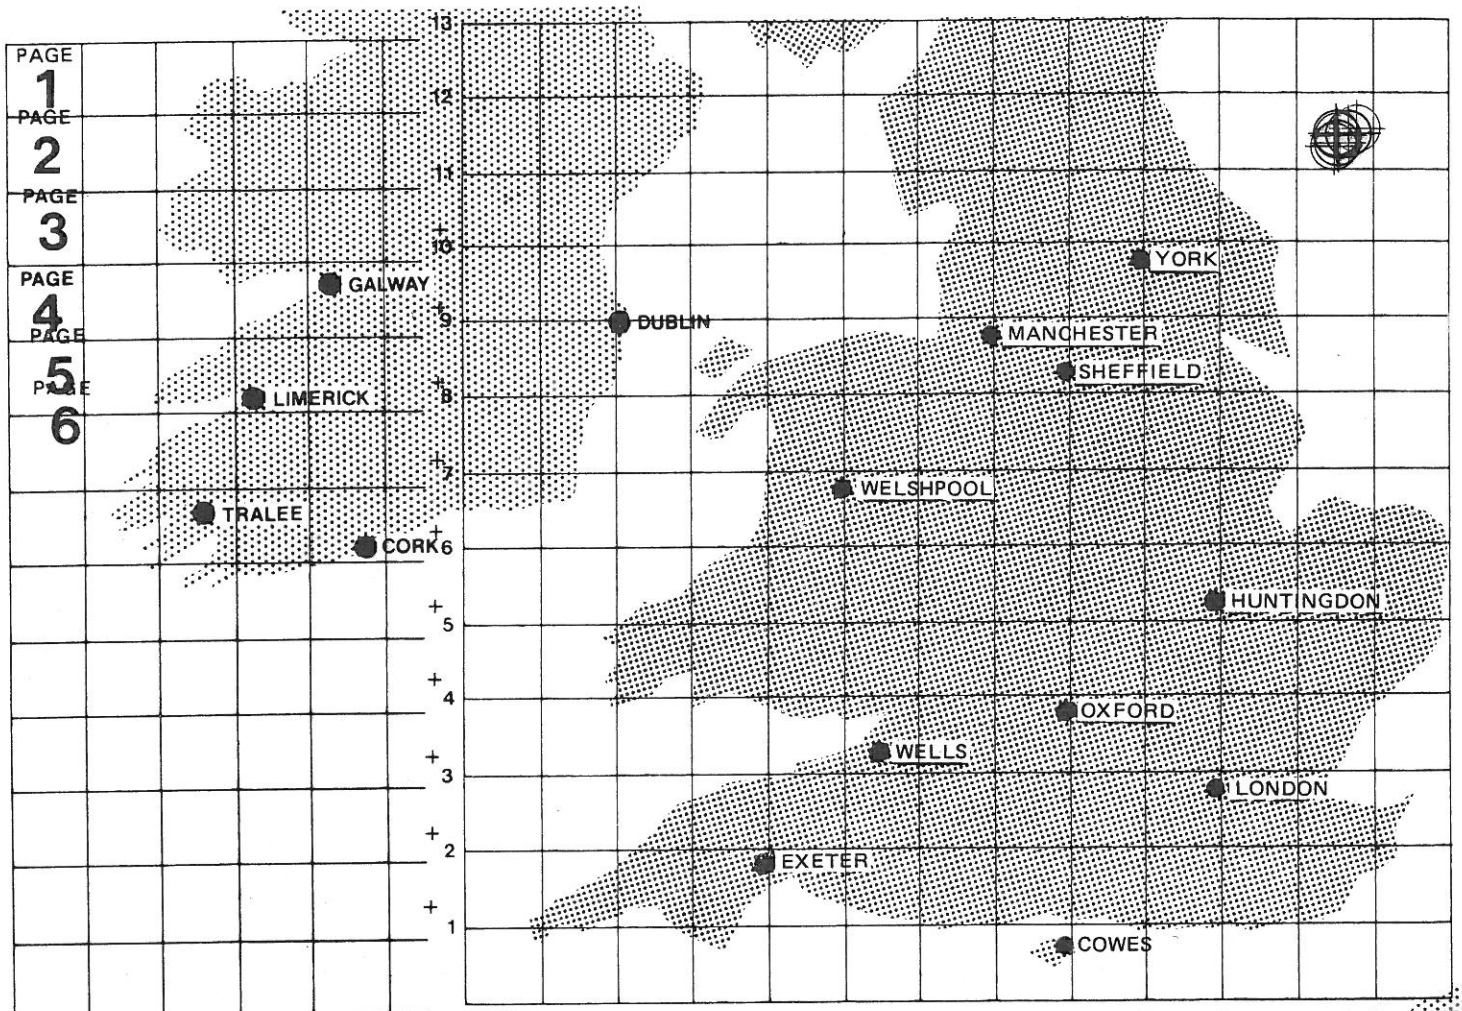 13
PAGE
1
12
PAGE
2
11
PAGE
3
10
YORK
PAGE
4
GALWAY
9
DUBLIN
MANCHESTER
PAGE
5
SHEFFIELD
PAGE
6
LIMERICK
8
7
WELSHPOOL
TRALEE
CORK
6
HUNTINGDON
5
4
OXFORD
WELLS
3
LONDON
2
EXETER
1
COWES